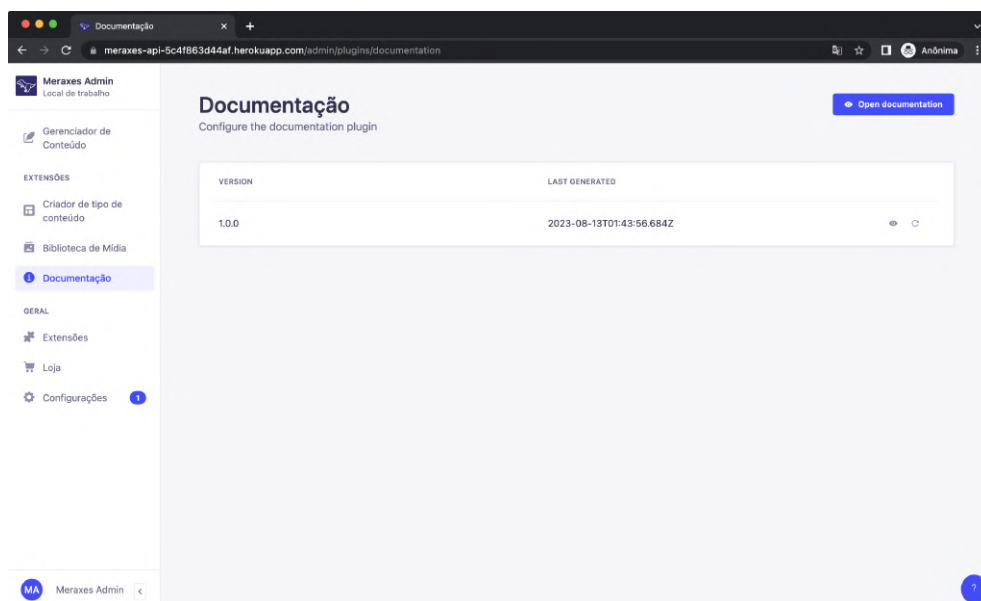 Documentação
meraxes-api-5c4f863d44af.herokuapp.com/admin/plugins/documentation
Anônima
Meraxes Admin
Local de trabalho
Gerenciador de
Conteúdo
EXTENSÕES
Criador de tipo de
conteúdo
Biblioteca de Mídia
Documentação
GERAL
Extensões
Loja
Configurações 1
MA Meraxes Admin
Documentação
Configure the documentation plugin
Open documentation
VERSION LAST GENERATED
1.0.0 2023-08-13T01:43:56.684Z
?